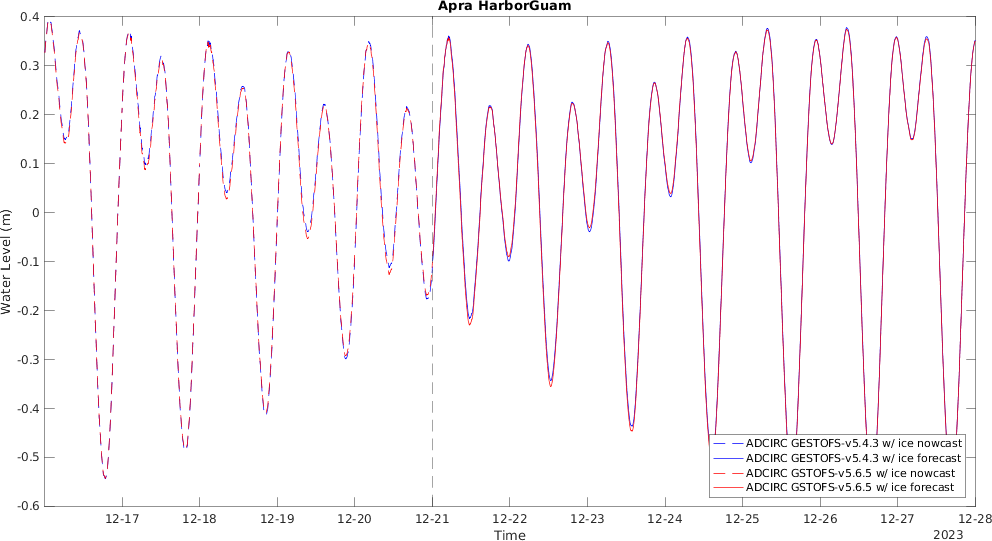 Apra HarborGuam
0.4
0.3
0.2
0.1
0
-0.1
-0.2
-0.3
-0.4
-0.5
-0.6
Water Level (m)
ADCIRC GESTOFS-v5.4.3 w/ ice nowcast
ADCIRC GESTOFS-v5.4.3 w/ ice forecast
ADCIRC GSTOFS-v5.6.5 w/ ice nowcast
ADCIRC GSTOFS-v5.6.5 w/ ice forecast
12-17 12-18 12-19 12-20 12-21 12-22 12-23 12-24 12-25 12-26 12-27 12-28
Time
2023